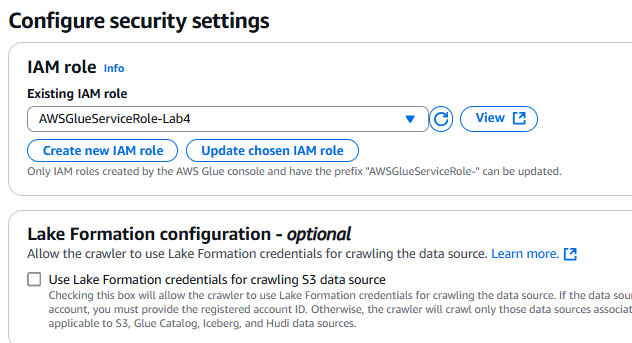 Configure security settings
IAM role Info
Existing IAM role
AWSGlueServiceRole-Lab4
View
Create new IAM role
Update chosen IAM role
Only IAM roles created by the AWS Glue console and have the prefix "AWSGlueServiceRole-" can be updated.
Lake Formation configuration - optional
Allow the crawler to use Lake Formation credentials for crawling the data source. Learn more.
Use Lake Formation credentials for crawling S3 data source
Checking this box will allow the crawler to use Lake Formation credentials for crawling the data source. If the data sou
account, you must provide the registered account ID. Otherwise, the crawler will crawl only those data sources associat
applicable to S3, Glue Catalog, Iceberg, and Hudi data sources.